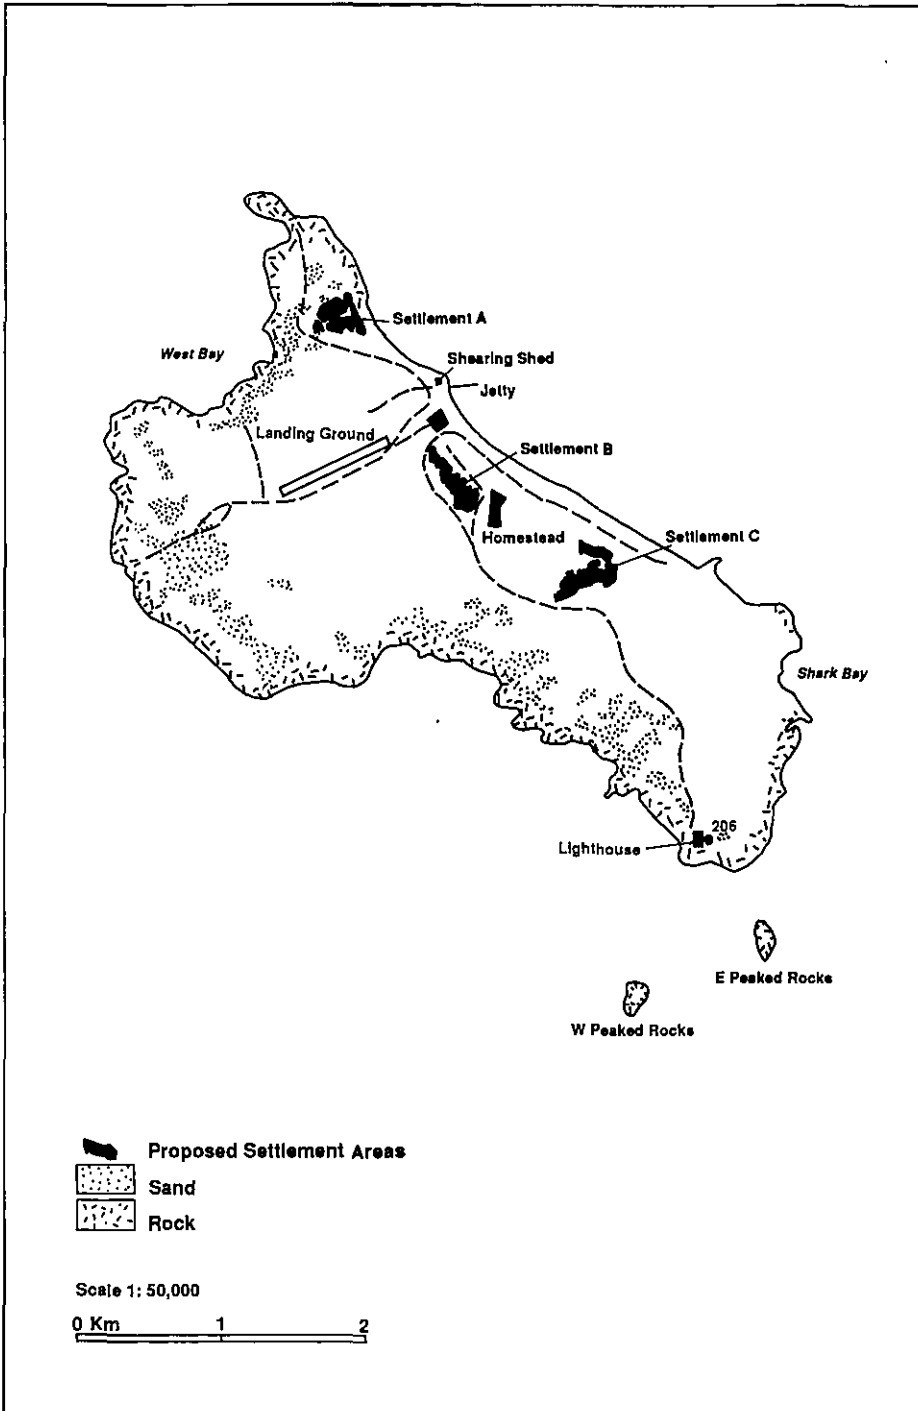 Settlement A
West Bay
Shearing Shed
Jetty
Landing Ground
Settlement B
Homestead
Settlement C
Shark Bay
206
Lighthouse
E Peaked Rocks
W Peaked Rocks
Proposed Settlement Areas
Sand
Rock
Scale 1: 50,000
0 Km 1 2